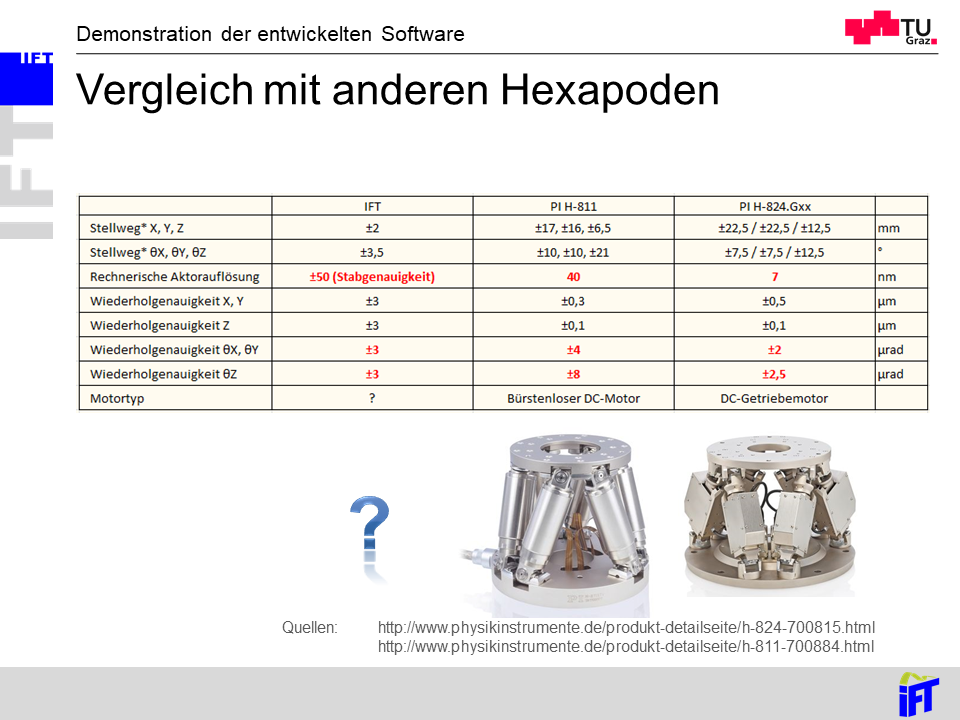 Demonstration der entwickelten Software
TU
Graz
IFT
IFT
Vergleich mit anderen Hexapoden
IFT PI H-811 PI H-824.Gxx
Stellweg* X, Y, Z ±2 ±17, ±16, ±6,5 ±22,5 / ±22,5 / ±12,5 mm
Stellweg* θX, θY, θZ ±3,5 ±10, ±10, ±21 ±7,5 / ±7,5 / ±12,5 °
Rechnerische Aktorauflösung ±50 (Stabgenauigkeit) 40 7 nm
Wiederholgenauigkeit X, Y ±3 ±0,3 ±0,5 µm
Wiederholgenauigkeit Z ±3 ±0,1 ±0,1 µm
Wiederholgenauigkeit θX, θY ±3 ±4 ±2 µrad
Wiederholgenauigkeit θZ ±3 ±8 ±2,5 µrad
Motortyp ? Bürstenloser DC-Motor DC-Getriebemotor
?
PI
Quellen: http://www.physikinstrumente.de/produkt-detailseite/h-824-700815.html
http://www.physikinstrumente.de/produkt-detailseite/h-811-700884.html
iFT